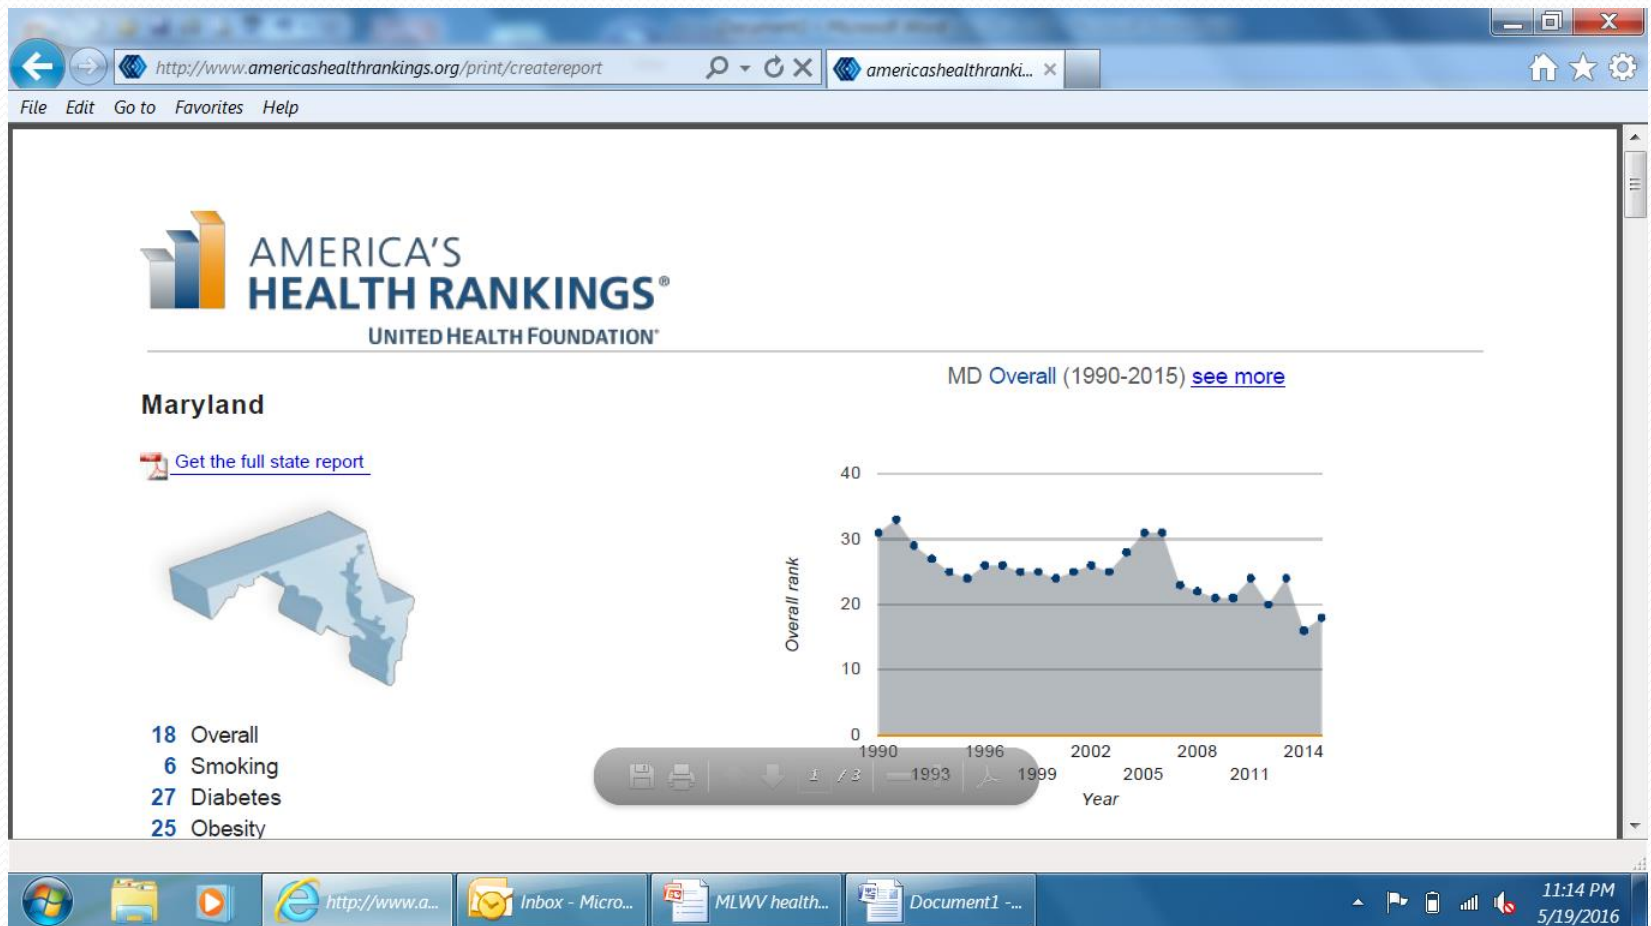 http://www.americashealthrankings.org/print/createreport
americashealthranki...
File Edit Go to Favorites Help
AMERICA'S
HEALTH RANKINGS®
UNITED HEALTH FOUNDATION®
Maryland
Get the full state report
18 Overall
6 Smoking
27 Diabetes
25 Obesity
MD Overall (1990-2015) see more
40
30
20
10
0
Overall rank
1990 1996 2002 2008 2014
1993 1999 2005 2011
Year
1 / 3
http://www.a...
Inbox - Micro...
MLWV health...
Document1 -...
11:14 PM
5/19/2016